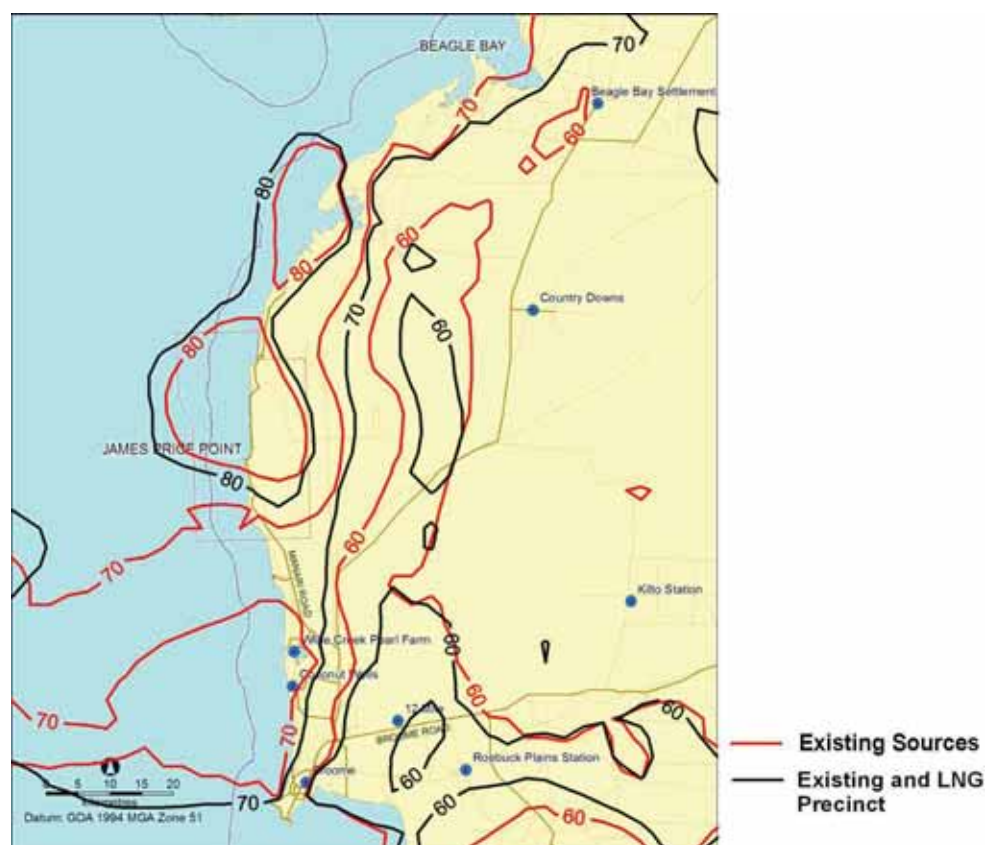 BEAGLE BAY
70
Beagle Bay Settlement
70
60
80
60
80
60
Country Downs
70
80
60
JAMES PRICE POINT
80
60
70
MANARI ROAD
Kilto Station
Willie Creek Pearl Farm
60
Coconut Wells
60
70
12 Mile
60
70
BROOME ROAD
Roebuck Plains Station
60
Broome
0 5 10 15 20
kilometres
70
60
60
Datum: GDA 1994 MGA Zone 51
Existing Sources
Existing and LNG
Precinct